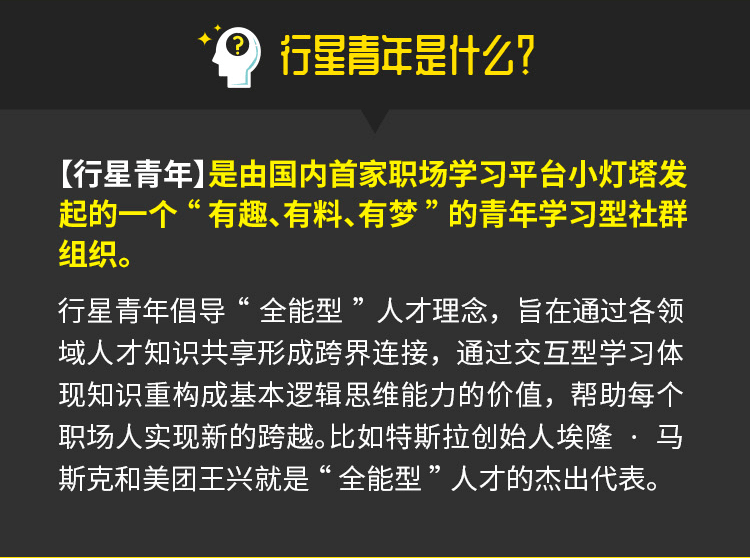 ?
行星青年是什么？
【行星青年】是由国内首家职场学习平台小灯塔发
起的一个“有趣、有料、有梦”的青年学习型社群
组织。
行星青年倡导“全能型”人才理念，旨在通过各领
域人才知识共享形成跨界连接，通过交互型学习体
现知识重构成基本逻辑思维能力的价值，帮助每个
职场人实现新的跨越。比如特斯拉创始人埃隆 · 马
斯克和美团王兴就是“全能型”人才的杰出代表。